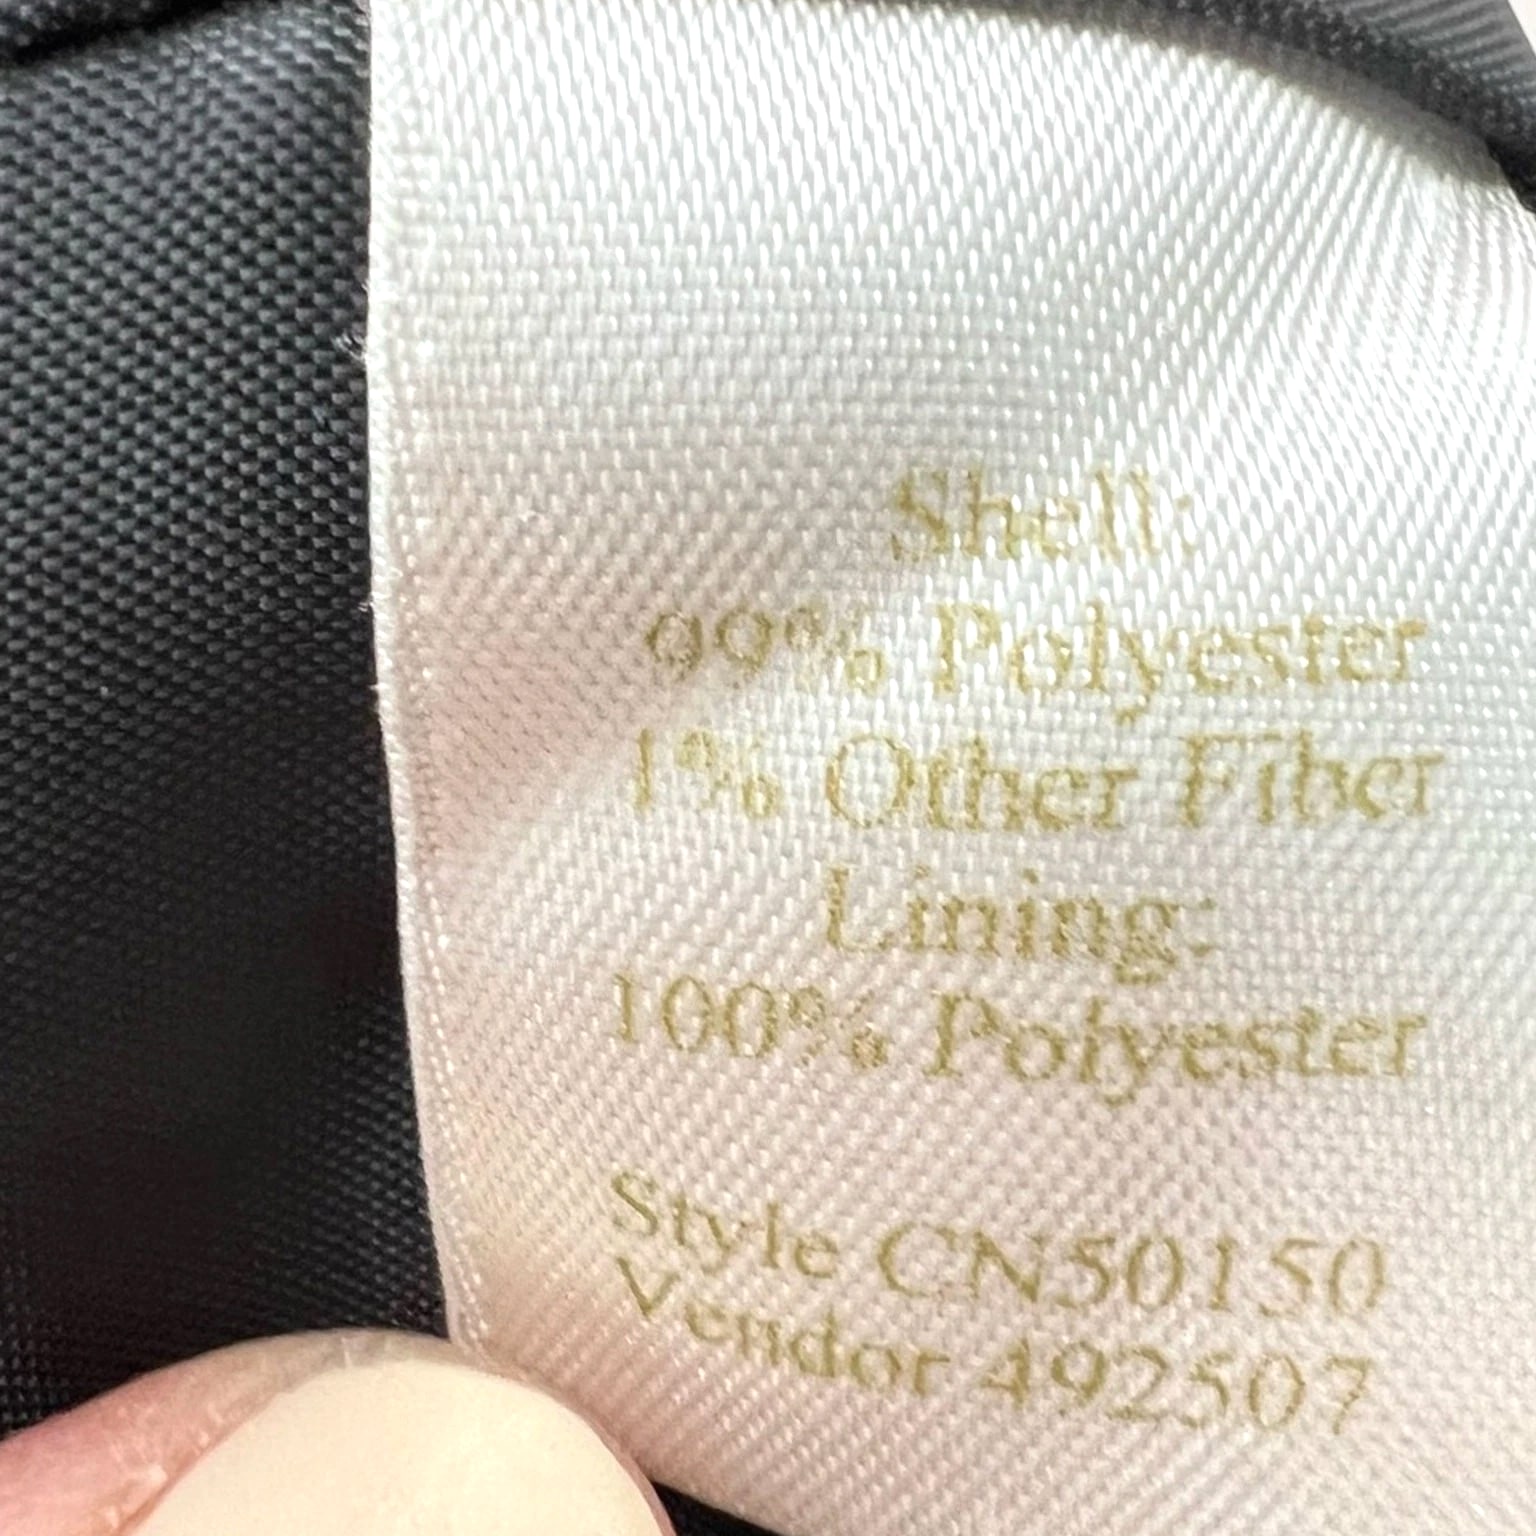 Shell:
99% Polyester
1% Other Fiber
Lining:
100% Polyester
Style CN50150
Vendor 492507